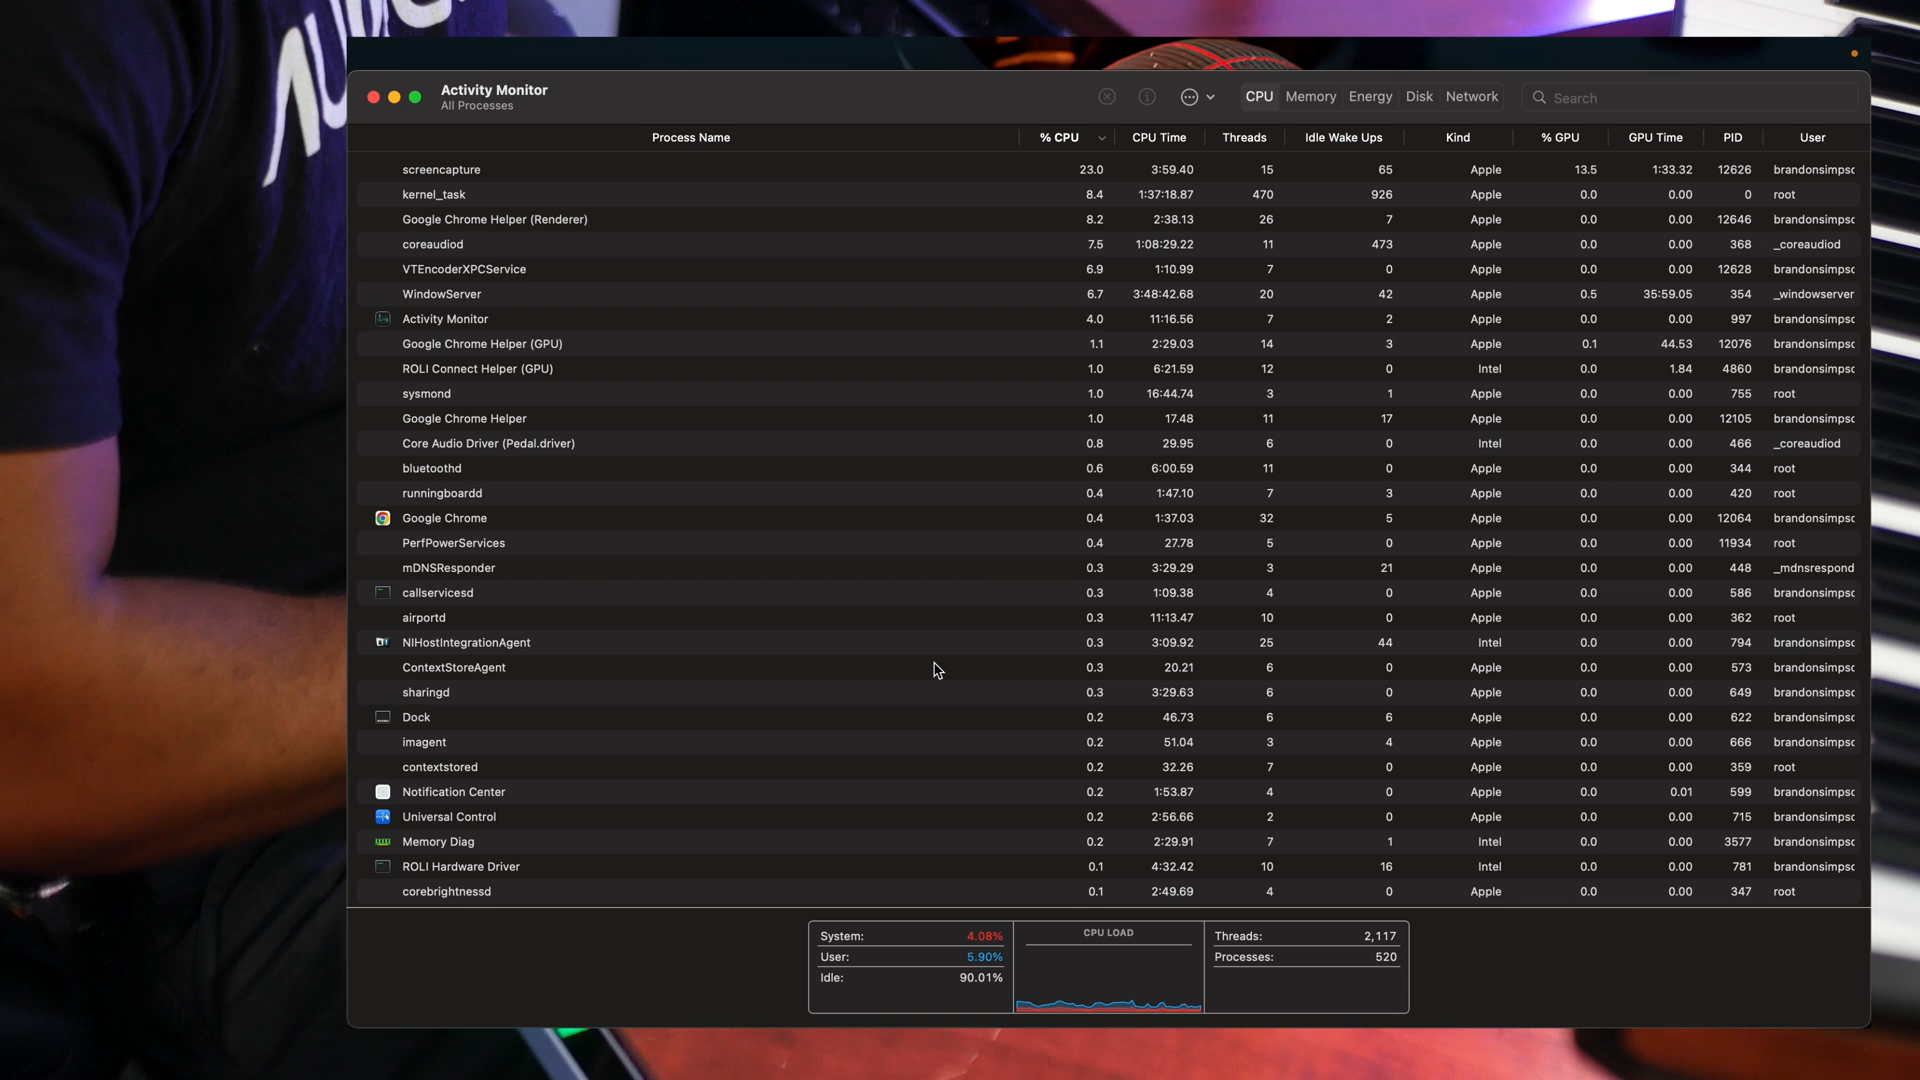 Activity Monitor
All Processes
CPU Memory Energy Disk Network Search
Process Name % CPU CPU Time Threads Idle Wake Ups Kind % GPU GPU Time PID User
screencapture 23.0 3:59.40 15 65 Apple 13.5 1:33.32 12626 brandonsimpsc
kernel_task 8.4 1:37:18.87 470 926 Apple 0.0 0.00 0 root
Google Chrome Helper (Renderer) 8.2 2:38.13 26 7 Apple 0.0 0.00 12646 brandonsimpsc
coreaudiod 7.5 1:08:29.22 11 473 Apple 0.0 0.00 368 _coreaudiod
VTEncoderXPCService 6.9 1:10.99 7 0 Apple 0.0 0.00 12628 brandonsimpsc
WindowServer 6.7 3:48:42.68 20 42 Apple 0.5 35:59.05 354 _windowserver
Activity Monitor 4.0 11:16.56 7 2 Apple 0.0 0.00 997 brandonsimpsc
Google Chrome Helper (GPU) 1.1 2:29.03 14 3 Apple 0.1 44.53 12076 brandonsimpsc
ROLI Connect Helper (GPU) 1.0 6:21.59 12 0 Intel 0.0 1.84 4860 brandonsimpsc
sysmond 1.0 16:44.74 3 1 Apple 0.0 0.00 755 root
Google Chrome Helper 1.0 17.48 11 17 Apple 0.0 0.00 12105 brandonsimpsc
Core Audio Driver (Pedal.driver) 0.8 29.95 6 0 Intel 0.0 0.00 466 _coreaudiod
bluetoothd 0.6 6:00.59 11 0 Apple 0.0 0.00 344 root
runningboardd 0.4 1:47.10 7 3 Apple 0.0 0.00 420 root
Google Chrome 0.4 1:37.03 32 5 Apple 0.0 0.00 12064 brandonsimpsc
PerfPowerServices 0.4 27.78 5 0 Apple 0.0 0.00 11934 root
mDNSResponder 0.3 3:29.29 3 21 Apple 0.0 0.00 448 _mdnsrespond
callservicesd 0.3 1:09.38 4 0 Apple 0.0 0.00 586 brandonsimpsc
airportd 0.3 11:13.47 10 0 Apple 0.0 0.00 362 root
NIHostIntegrationAgent 0.3 3:09.92 25 44 Intel 0.0 0.00 794 brandonsimpsc
ContextStoreAgent 0.3 20.21 6 0 Apple 0.0 0.00 573 brandonsimpsc
sharingd 0.3 3:29.63 6 0 Apple 0.0 0.00 649 brandonsimpsc
Dock 0.2 46.73 6 6 Apple 0.0 0.00 622 brandonsimpsc
imagent 0.2 51.04 3 4 Apple 0.0 0.00 666 brandonsimpsc
contextstored 0.2 32.26 7 0 Apple 0.0 0.00 359 root
Notification Center 0.2 1:53.87 4 0 Apple 0.0 0.01 599 brandonsimpsc
Universal Control 0.2 2:56.66 2 0 Apple 0.0 0.00 715 brandonsimpsc
Memory Diag 0.2 2:29.91 7 1 Intel 0.0 0.00 3577 brandonsimpsc
ROLI Hardware Driver 0.1 4:32.42 10 16 Intel 0.0 0.00 781 brandonsimpsc
corebrightnessd 0.1 2:49.69 4 0 Apple 0.0 0.00 347 root
System: 4.08% CPU LOAD Threads: 2,117
User: 5.90% Processes: 520
Idle: 90.01%